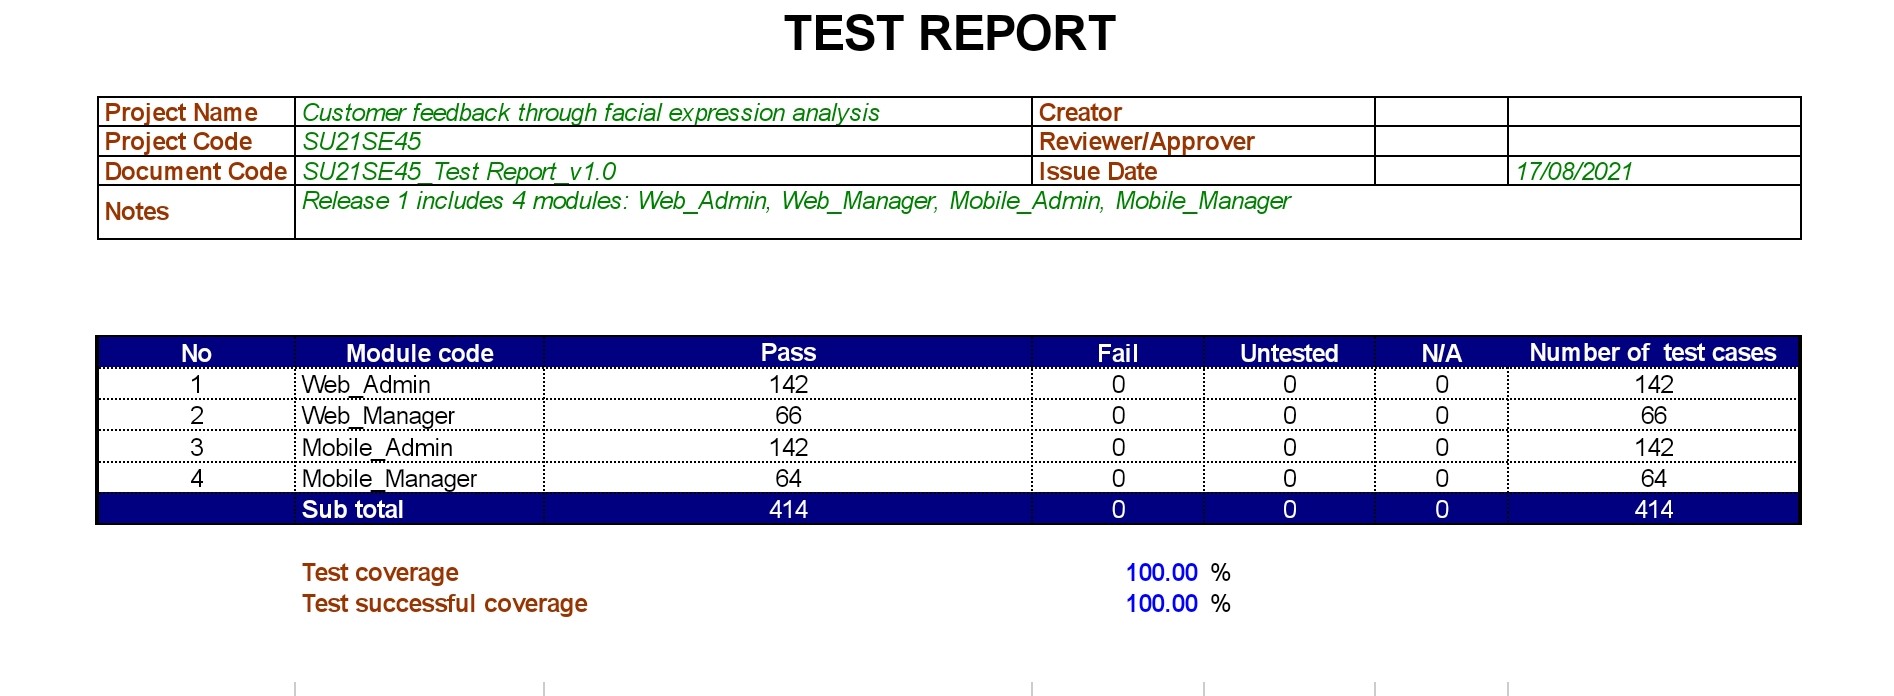 TEST REPORT
Project Name Customer feedback through facial expression analysis Creator
Project Code SU21SE45 Reviewer/Approver
Document Code SU21SE45_Test Report_v1.0 Issue Date 17/08/2021
Notes Release 1 includes 4 modules: Web_Admin, Web_Manager, Mobile_Admin, Mobile_Manager
No Module code Pass Fail Untested N/A Number of test cases
1 Web_Admin 142 0 0 0 142
2 Web_Manager 66 0 0 0 66
3 Mobile_Admin 142 0 0 0 142
4 Mobile_Manager 64 0 0 0 64
Sub total 414 0 0 0 414
Test coverage 100.00 %
Test successful coverage 100.00 %